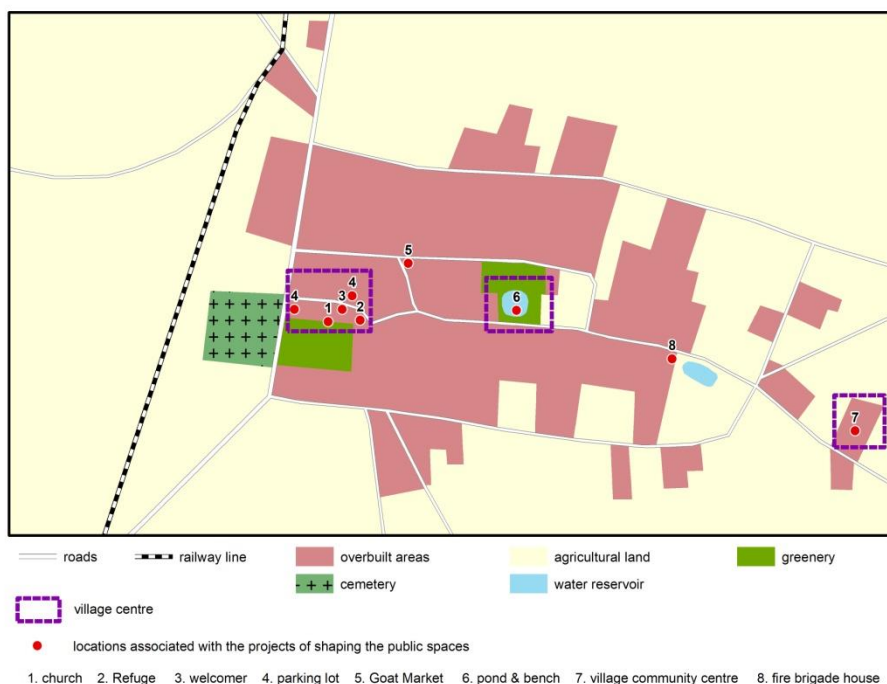 5
4
4
3
1
2
6
8
7
roads railway line overbuilt areas agricultural land greenery
cemetery water reservoir
village centre
locations associated with the projects of shaping the public spaces
1. church 2. Refuge 3. welcomer 4. parking lot 5. Goat Market 6. pond & bench 7. village community centre 8. fire brigade house